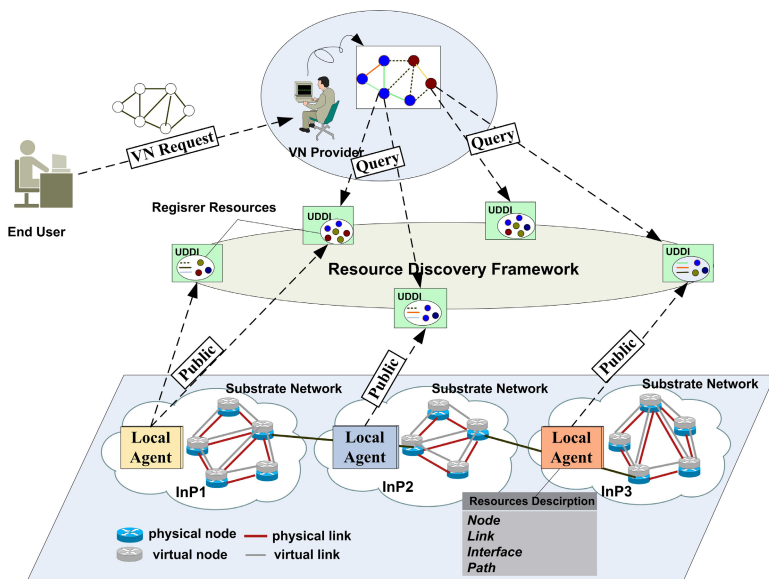 VN Request
VN Provider
Query
Query
End User
Regisrer Resources
UDDI
UDDI
UDDI
UDDI
Resource Discovery Framework
UDDI
Public
Public
Public
Substrate Network
Substrate Network
Substrate Network
Local
Agent
Local
Agent
Local
Agent
InP1
InP2
InP3
Resources Descirption
Node
Link
Interface
Path
physical node
physical link
virtual node
virtual link